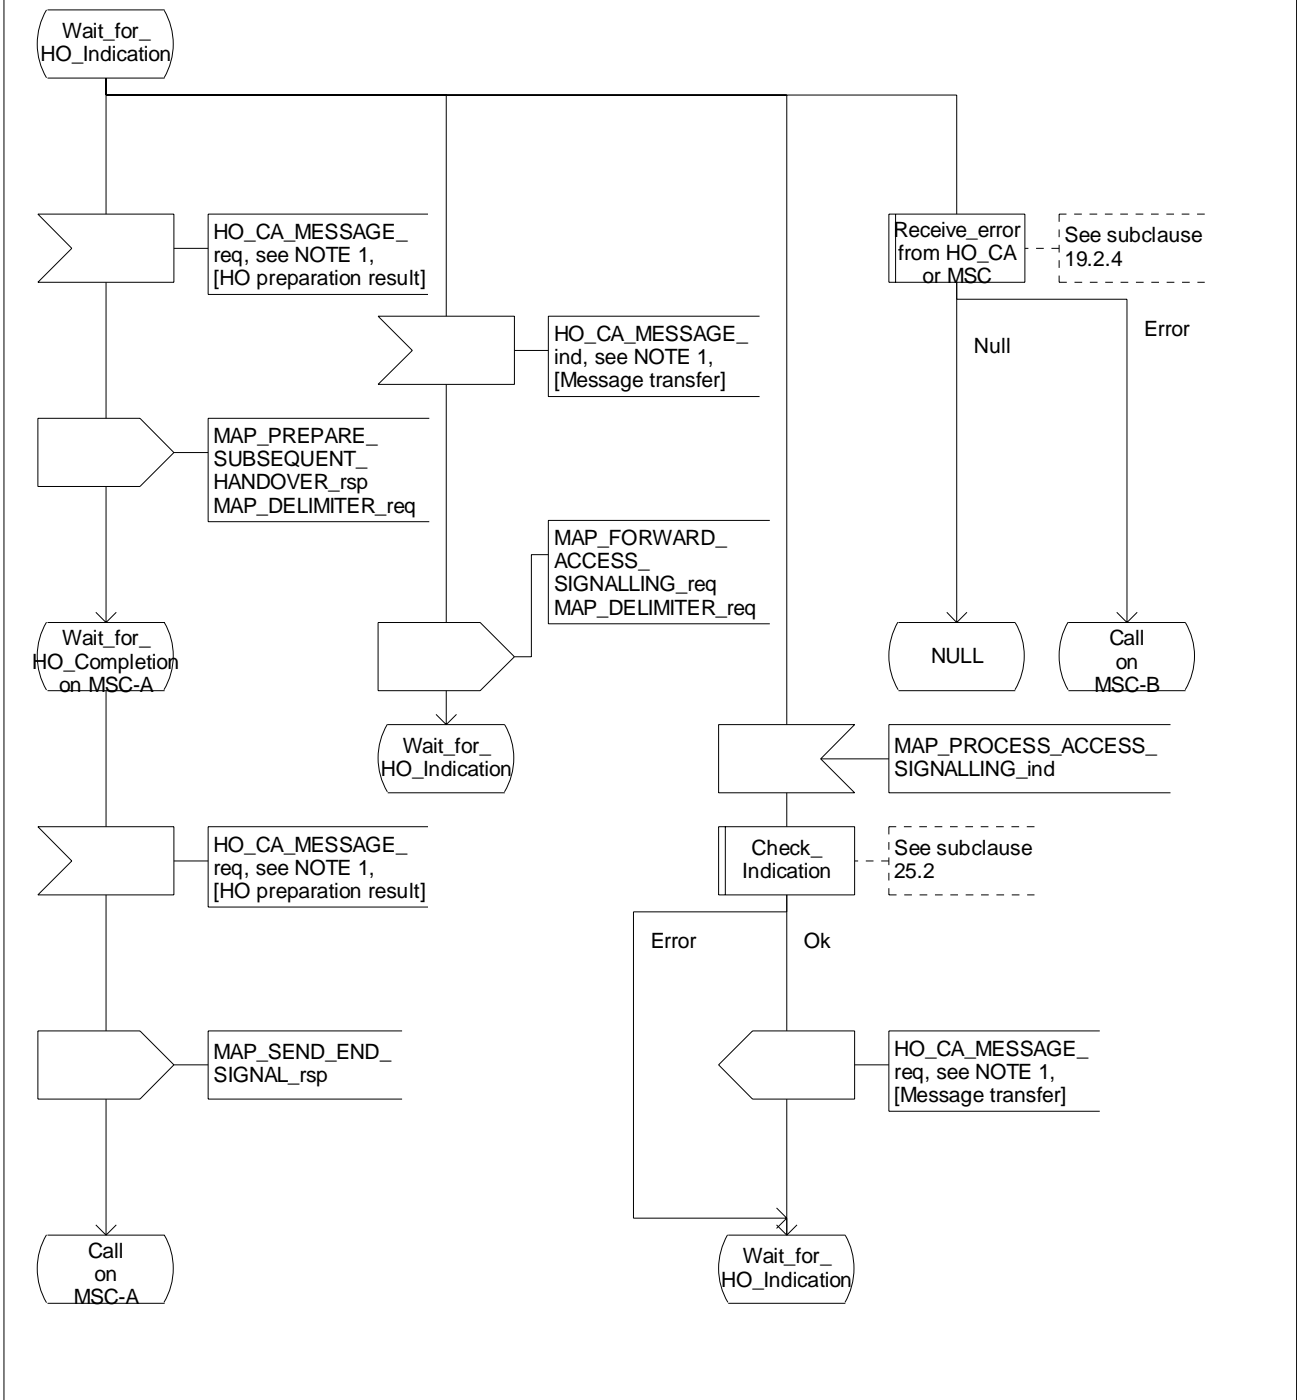 Wait_for_
HO_Indication
HO_CA_MESSAGE_
req, see NOTE 1,
[HO preparation result]
Receive_error
from HO_CA
or MSC
See subclause
19.2.4
HO_CA_MESSAGE_
ind, see NOTE 1,
[Message transfer]
Null
Error
MAP_PREPARE_
SUBSEQUENT_
HANDOVER_rsp
MAP_DELIMITER_req
MAP_FORWARD_
ACCESS_
SIGNALLING_req
MAP_DELIMITER_req
Wait_for_
HO_Completion
on MSC-A
NULL
Call
on
MSC-B
Wait_for_
HO_Indication
MAP_PROCESS_ACCESS_
SIGNALLING_ind
HO_CA_MESSAGE_
req, see NOTE 1,
[HO preparation result]
Check_
Indication
See subclause
25.2
Error
Ok
MAP_SEND_END_
SIGNAL_rsp
HO_CA_MESSAGE_
req, see NOTE 1,
[Message transfer]
Call
on
MSC-A
Wait_for_
HO_Indication